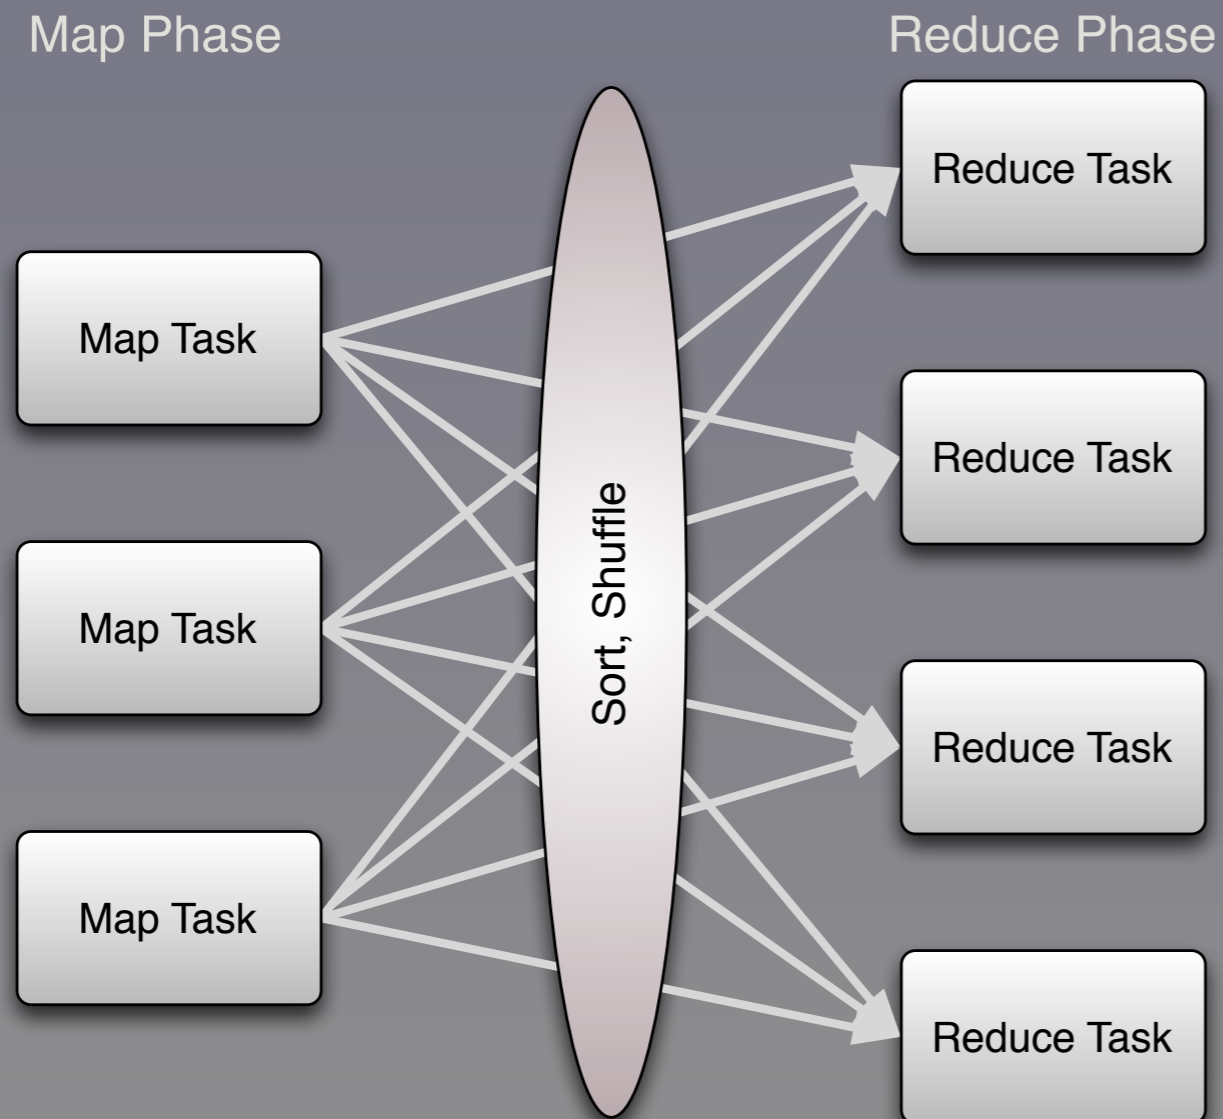 Map Phase
Reduce Phase
Map Task
Map Task
Map Task
Sort, Shuffle
Reduce Task
Reduce Task
Reduce Task
Reduce Task